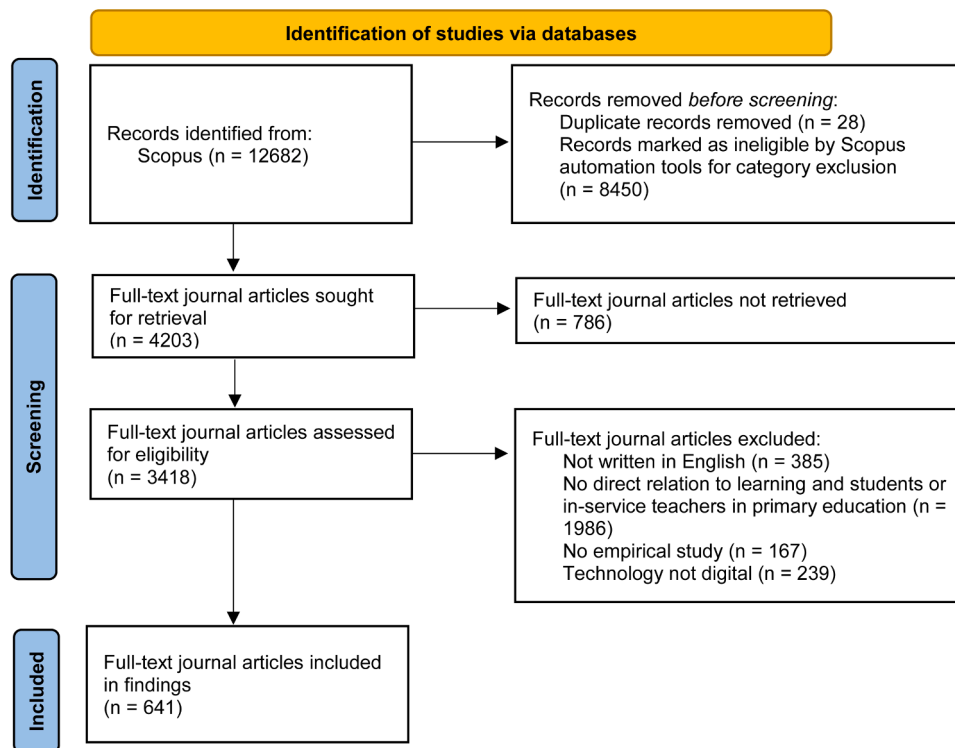 Identification of studies via databases
Identification
Records identified from:
Scopus (n = 12682)
Records removed before screening:
Duplicate records removed (n = 28)
Records marked as ineligible by Scopus
automation tools for category exclusion
(n = 8450)
Screening
Full-text journal articles sought
for retrieval
(n = 4203)
Full-text journal articles not retrieved
(n = 786)
Full-text journal articles assessed
for eligibility
(n = 3418)
Full-text journal articles excluded:
Not written in English (n = 385)
No direct relation to learning and students or
in-service teachers in primary education (n =
1986)
No empirical study (n = 167)
Technology not digital (n = 239)
Included
Full-text journal articles included
in findings
(n = 641)